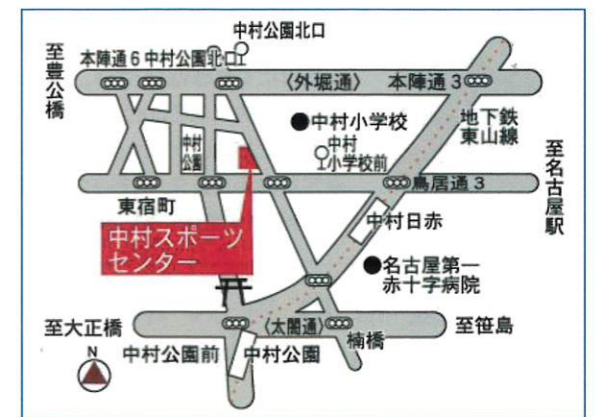 中村公園北口
至豊公橋
本陣通6
中村公園北口
〈外堀通〉
本陣通3
中村小学校
地下鉄
東山線
中村
公園
中村
小学校前
至名古屋駅
鳥居通3
東宿町
中村日赤
中村スポーツ
センター
名古屋第一
赤十字病院
至大正橋
〈太閤通〉
至笹島
楠橋
中村公園前
中村公園
N